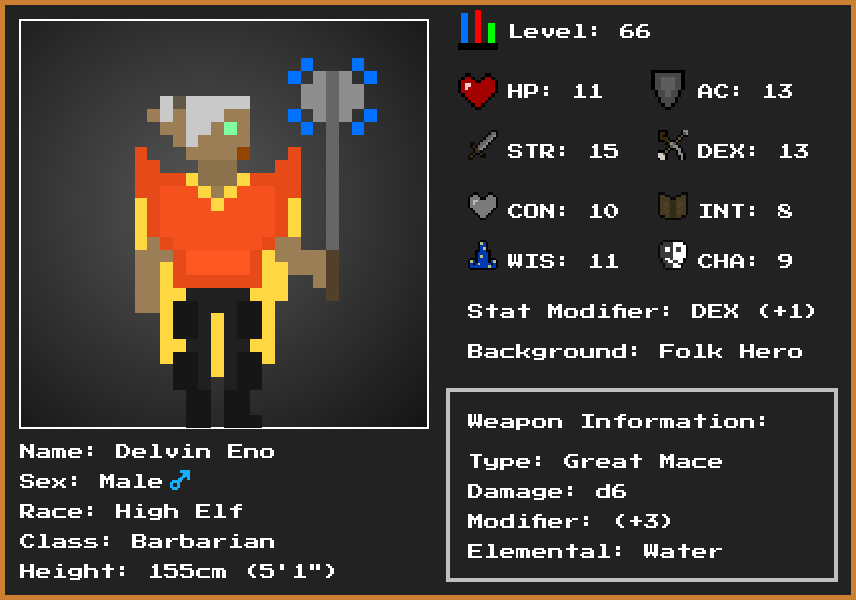 Level: 66
HP: 11
AC: 13
STR: 15
DEX: 13
CON: 10
INT: 8
WIS: 11
CHA: 9
Stat Modifier: DEX (+1)
Background: Folk Hero
Name: Delvin Eno
Sex: Male♂
Race: High Elf
Class: Barbarian
Height: 155cm (5'1")
Weapon Information:
Type: Great Mace
Damage: d6
Modifier: (+3)
Elemental: Water